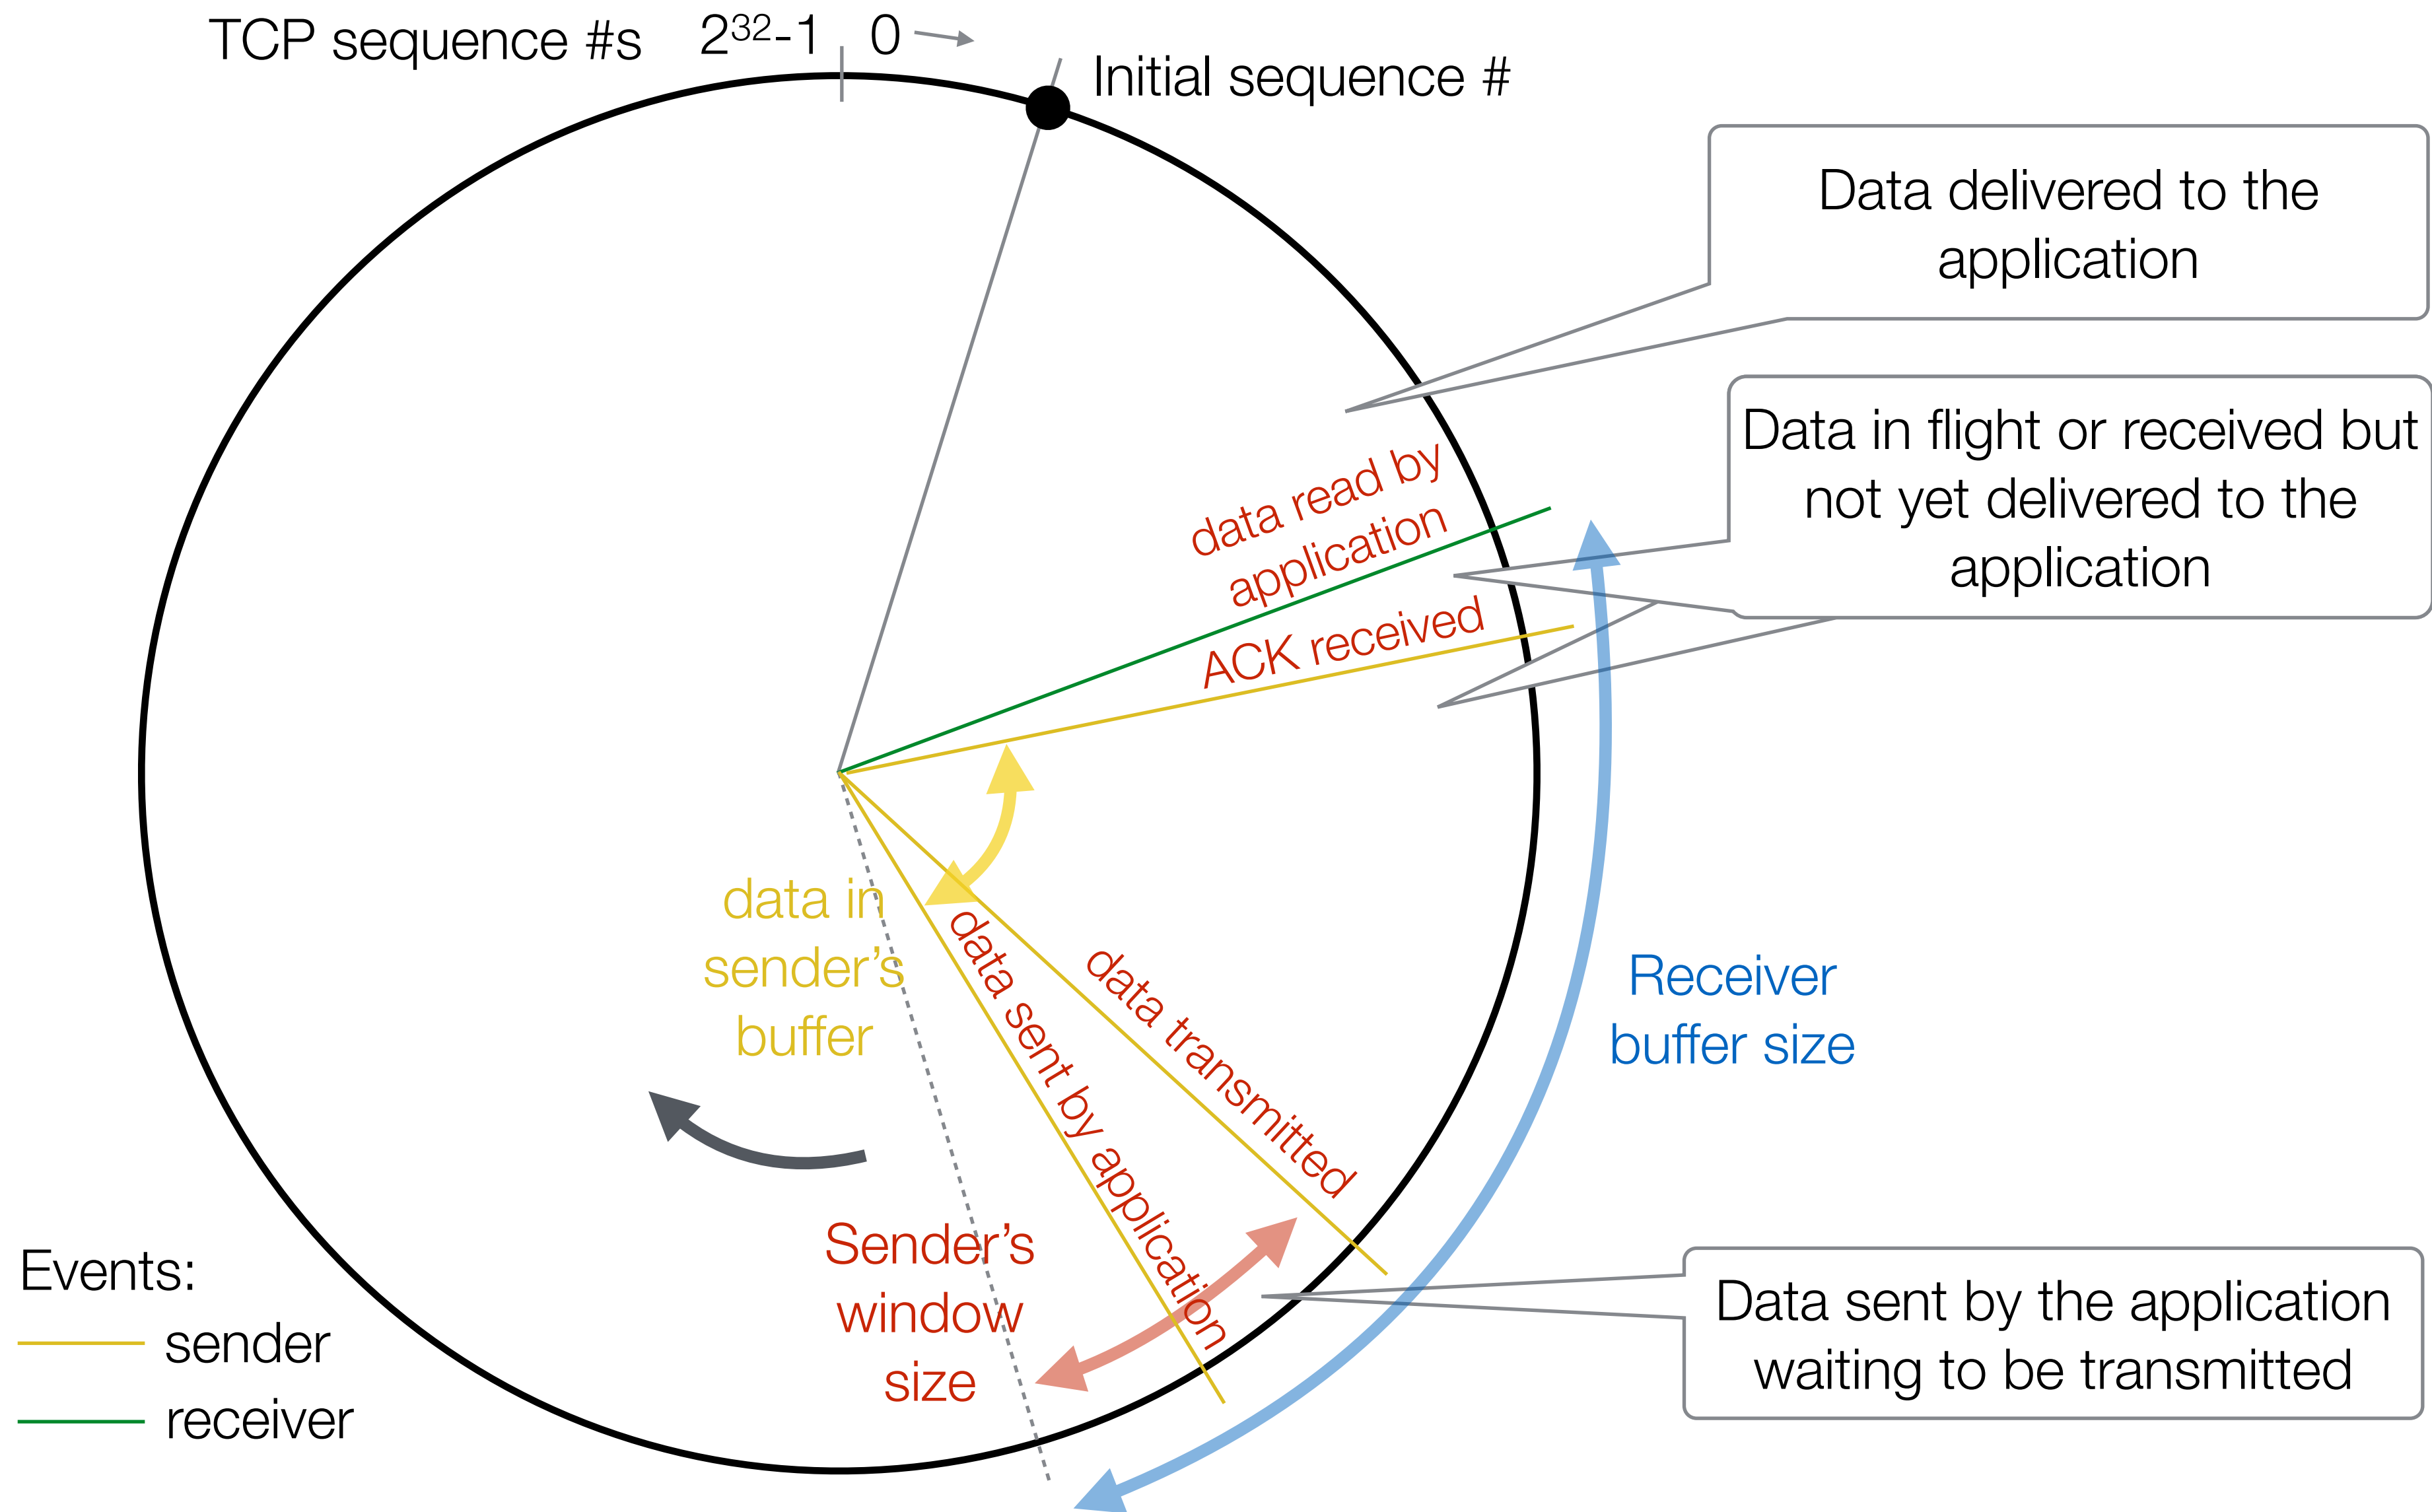 TCP sequence #s
2³²-1
0
Initial sequence #
Data delivered to the
application
Data in flight or received but
not yet delivered to the
application
data read by
application
ACK received
data in
sender's
buffer
data sent by application
data transmitted
Receiver
buffer size
Sender's
window
size
Events:
sender
receiver
Data sent by the application
waiting to be transmitted